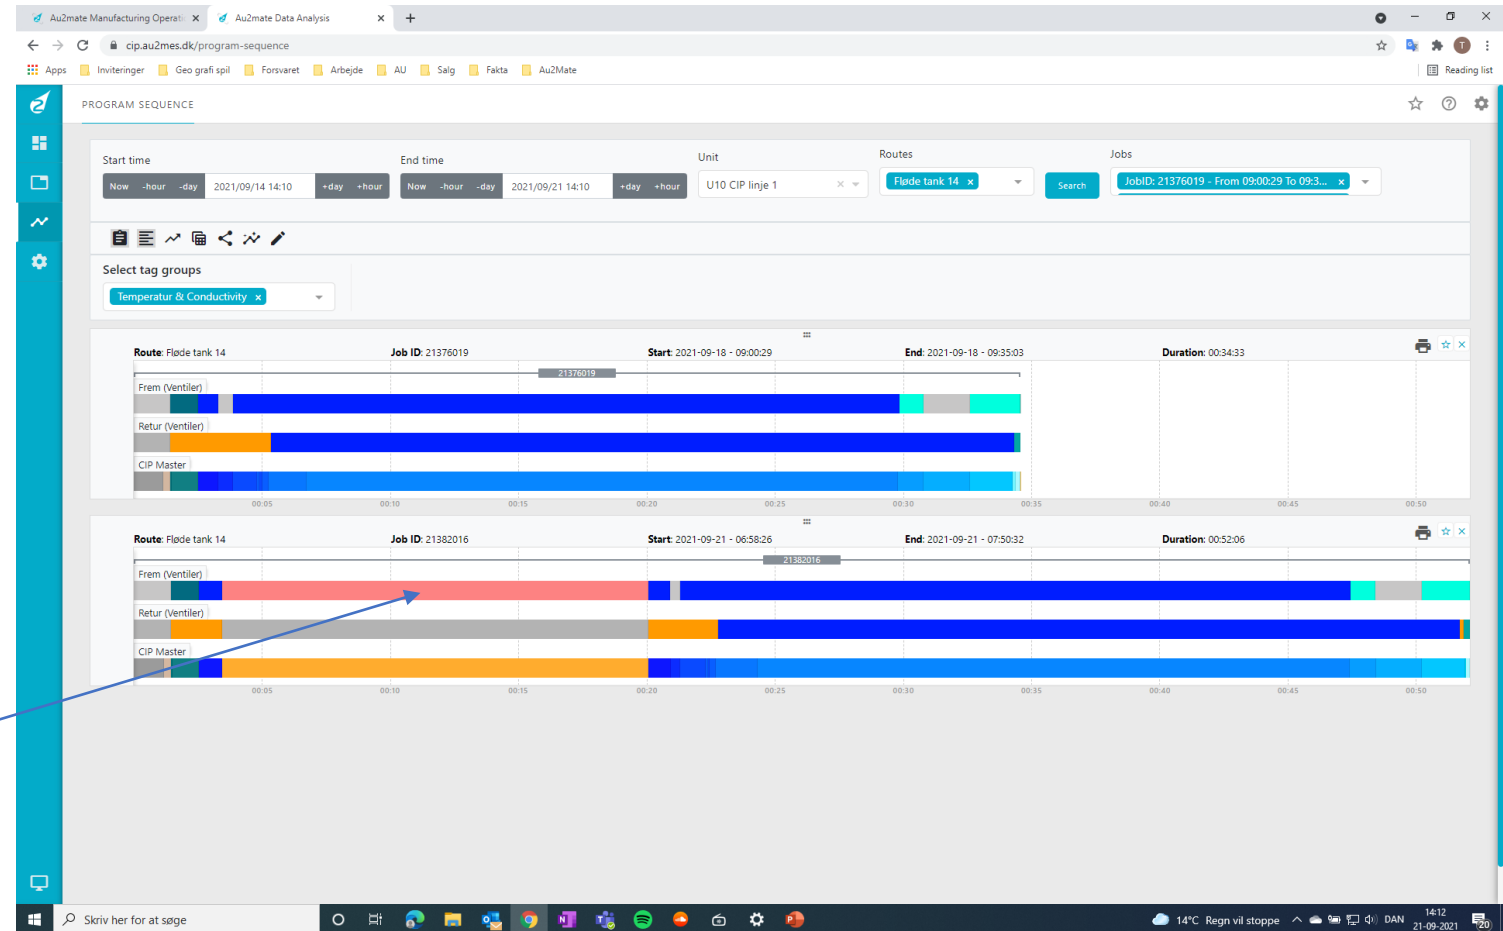 Au2mate Manufacturing Operati
Au2mate Data Analysis
cip.au2mes.dk/program-sequence
T
Apps Inviteringer Geo grafi spil Forsvaret Arbejde AU Salg Fakta Au2Mate Reading list
PROGRAM SEQUENCE
Start time End time Unit Routes Jobs
Now -hour -day 2021/09/14 14:10 +day +hour Now -hour -day 2021/09/21 14:10 +day +hour U10 CIP linje 1 Fløde tank 14 Search JobID: 21376019 - From 09:00:29 To 09:3...
Select tag groups
Temperatur & Conductivity
Route: Fløde tank 14 Job ID: 21376019 Start: 2021-09-18 - 09:00:29 End: 2021-09-18 - 09:35:03 Duration: 00:34:33
21376019
Frem (Ventiler)
Retur (Ventiler)
CIP Master
00:05 00:10 00:15 00:20 00:25 00:30 00:35 00:40 00:45 00:50
Route: Fløde tank 14 Job ID: 21382016 Start: 2021-09-21 - 06:58:26 End: 2021-09-21 - 07:50:32 Duration: 00:52:06
21382016
Frem (Ventiler)
Retur (Ventiler)
CIP Master
00:05 00:10 00:15 00:20 00:25 00:30 00:35 00:40 00:45 00:50
Skriv her for at søge
14°C Regn vil stoppe DAN 14:12
21-09-2021
20